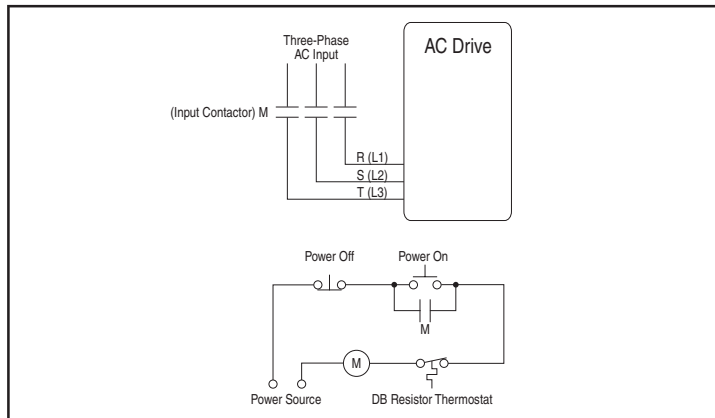 Three-Phase
AC Input
AC Drive
(Input Contactor) M
R (L1)
S (L2)
T (L3)
Power Off
Power On
M
M
Power Source
DB Resistor Thermostat